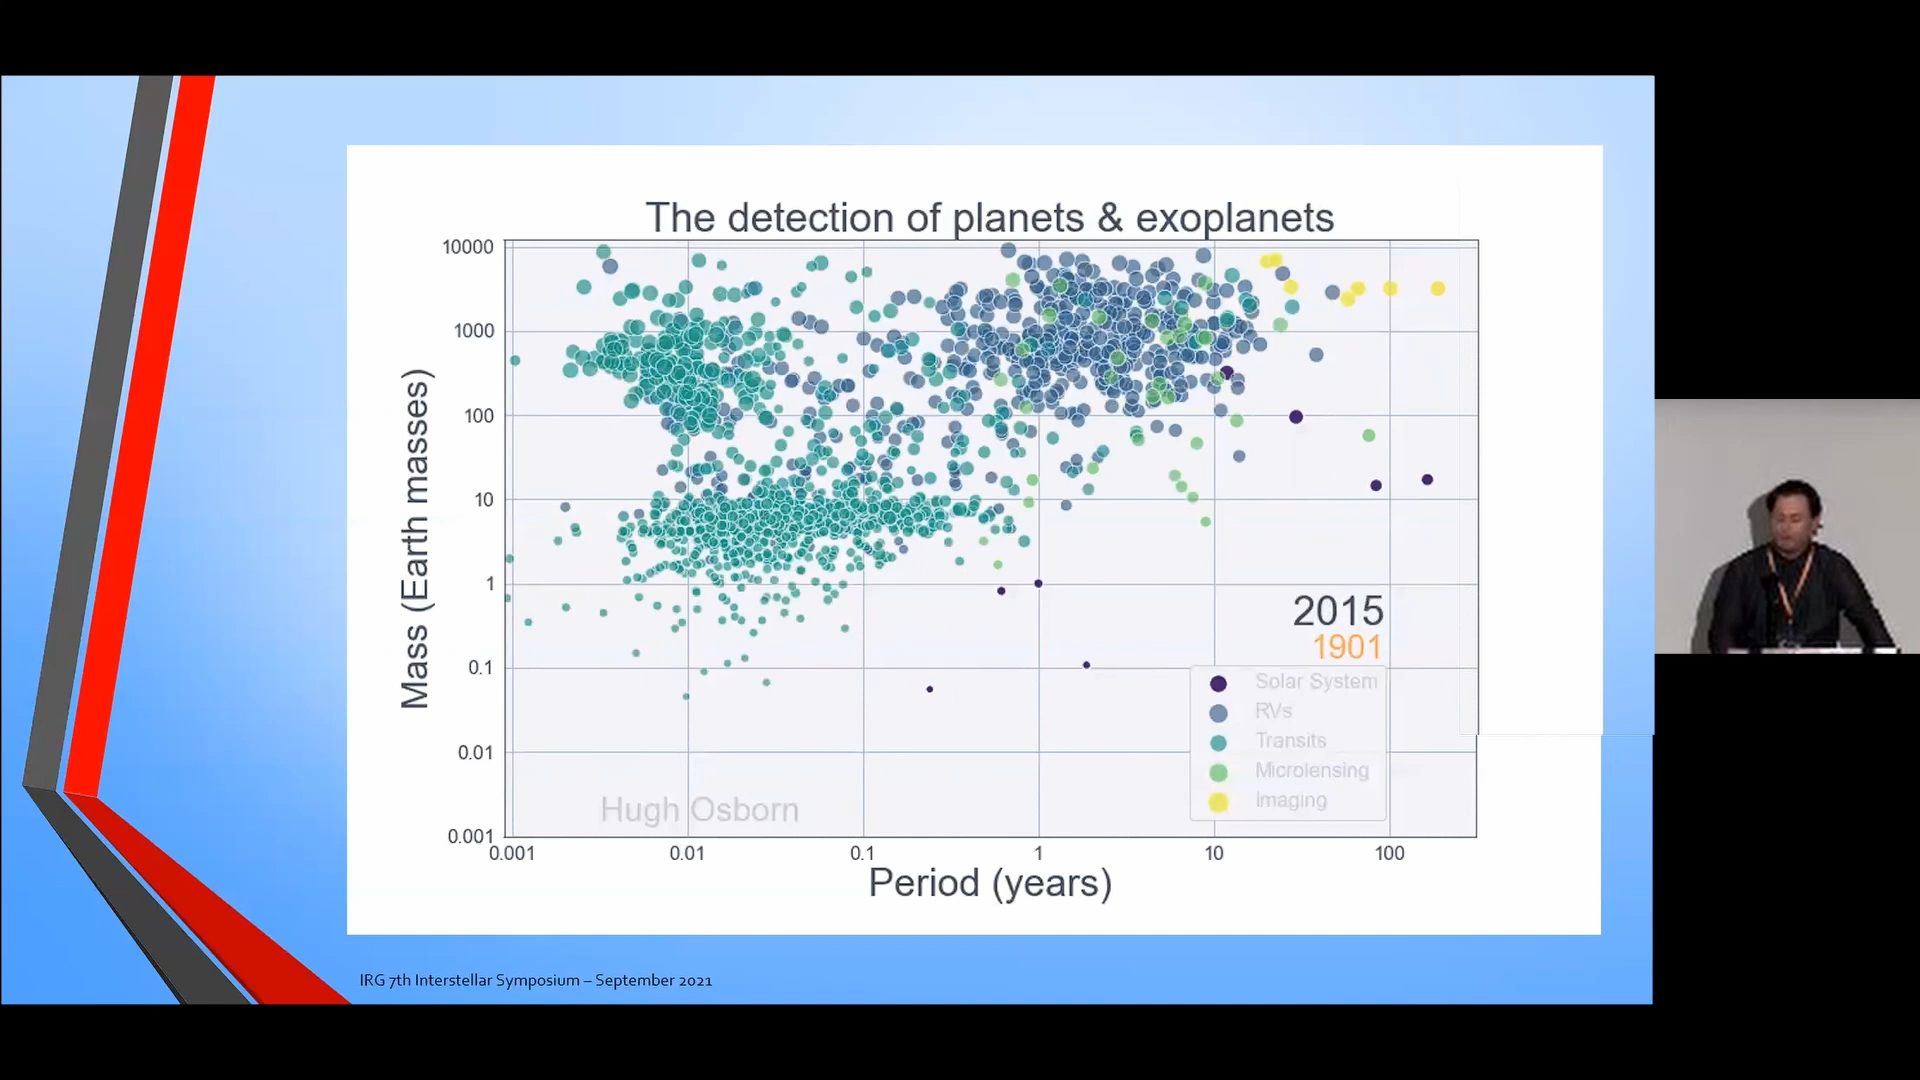 The detection of planets & exoplanets
10000
1000
100
10
1
0.1
0.01
0.001
Mass (Earth masses)
0.001
0.01
0.1
1
10
100
Period (years)
2015
1901
Solar System
RVs
Transits
Microlensing
Imaging
Hugh Osborn
IRG 7th Interstellar Symposium – September 2021